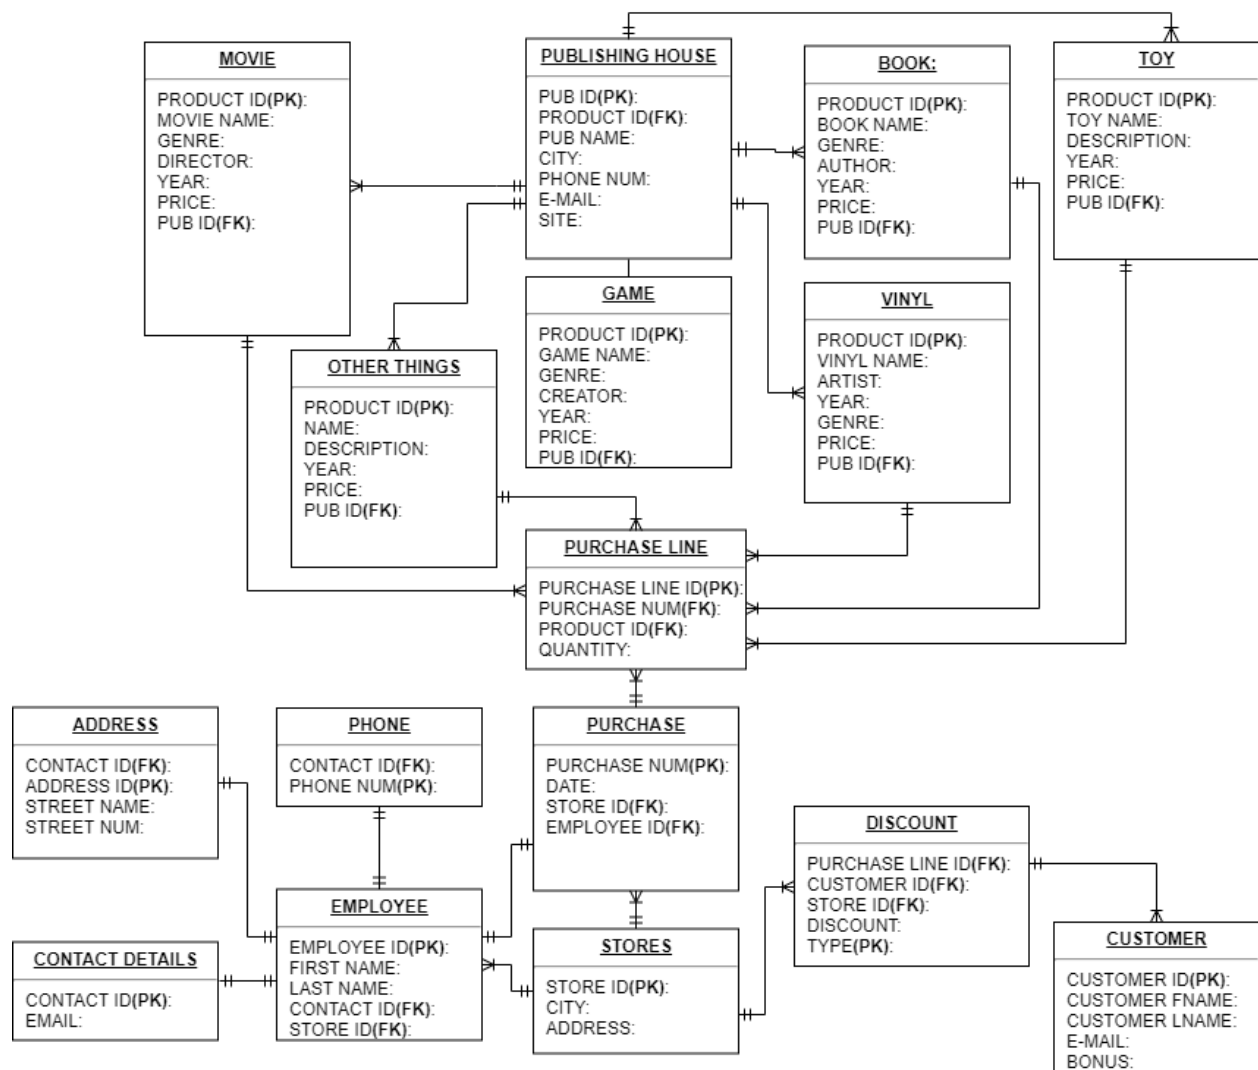 MOVIE
PRODUCT ID(PK):
MOVIE NAME:
GENRE:
DIRECTOR:
YEAR:
PRICE:
PUB ID(FK):
PUBLISHING HOUSE
PUB ID(PK):
PRODUCT ID(FK):
PUB NAME:
CITY:
PHONE NUM:
E-MAIL:
SITE:
BOOK:
PRODUCT ID(PK):
BOOK NAME:
GENRE:
AUTHOR:
YEAR:
PRICE:
PUB ID(FK):
TOY
PRODUCT ID(PK):
TOY NAME:
DESCRIPTION:
YEAR:
PRICE:
PUB ID(FK):
OTHER THINGS
PRODUCT ID(PK):
NAME:
DESCRIPTION:
YEAR:
PRICE:
PUB ID(FK):
GAME
PRODUCT ID(PK):
GAME NAME:
GENRE:
CREATOR:
YEAR:
PRICE:
PUB ID(FK):
VINYL
PRODUCT ID(PK):
VINYL NAME:
ARTIST:
YEAR:
GENRE:
PRICE:
PUB ID(FK):
PURCHASE LINE
PURCHASE LINE ID(PK):
PURCHASE NUM(FK):
PRODUCT ID(FK):
QUANTITY:
ADDRESS
CONTACT ID(FK):
ADDRESS ID(PK):
STREET NAME:
STREET NUM:
PHONE
CONTACT ID(FK):
PHONE NUM(PK):
PURCHASE
PURCHASE NUM(PK):
DATE:
STORE ID(FK):
EMPLOYEE ID(FK):
DISCOUNT
PURCHASE LINE ID(FK):
CUSTOMER ID(FK):
STORE ID(FK):
DISCOUNT:
TYPE(PK):
CONTACT DETAILS
CONTACT ID(PK):
EMAIL:
EMPLOYEE
EMPLOYEE ID(PK):
FIRST NAME:
LAST NAME:
CONTACT ID(FK):
STORE ID(FK):
STORES
STORE ID(PK):
CITY:
ADDRESS:
CUSTOMER
CUSTOMER ID(PK):
CUSTOMER FNAME:
CUSTOMER LNAME:
E-MAIL:
BONUS: